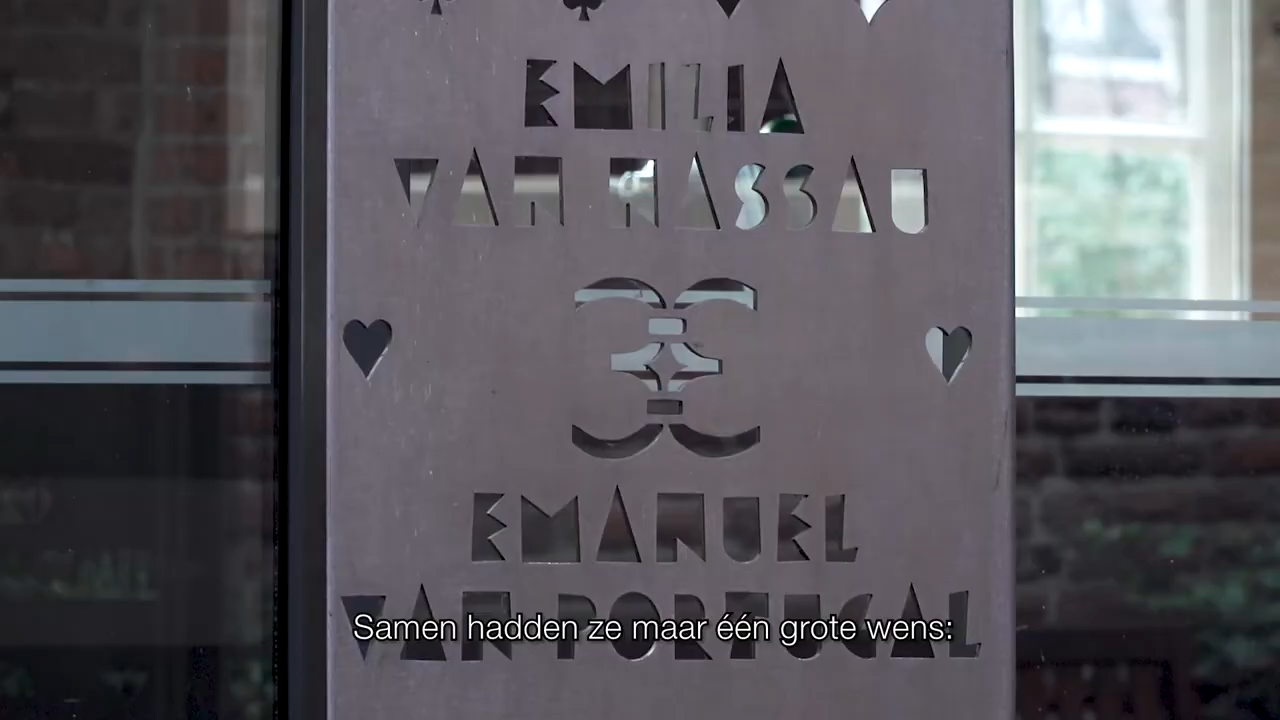 EMILIA
VAN NASSAU
EMANUEL
VAN PORTUGAL
Samen hadden ze maar één grote wens: